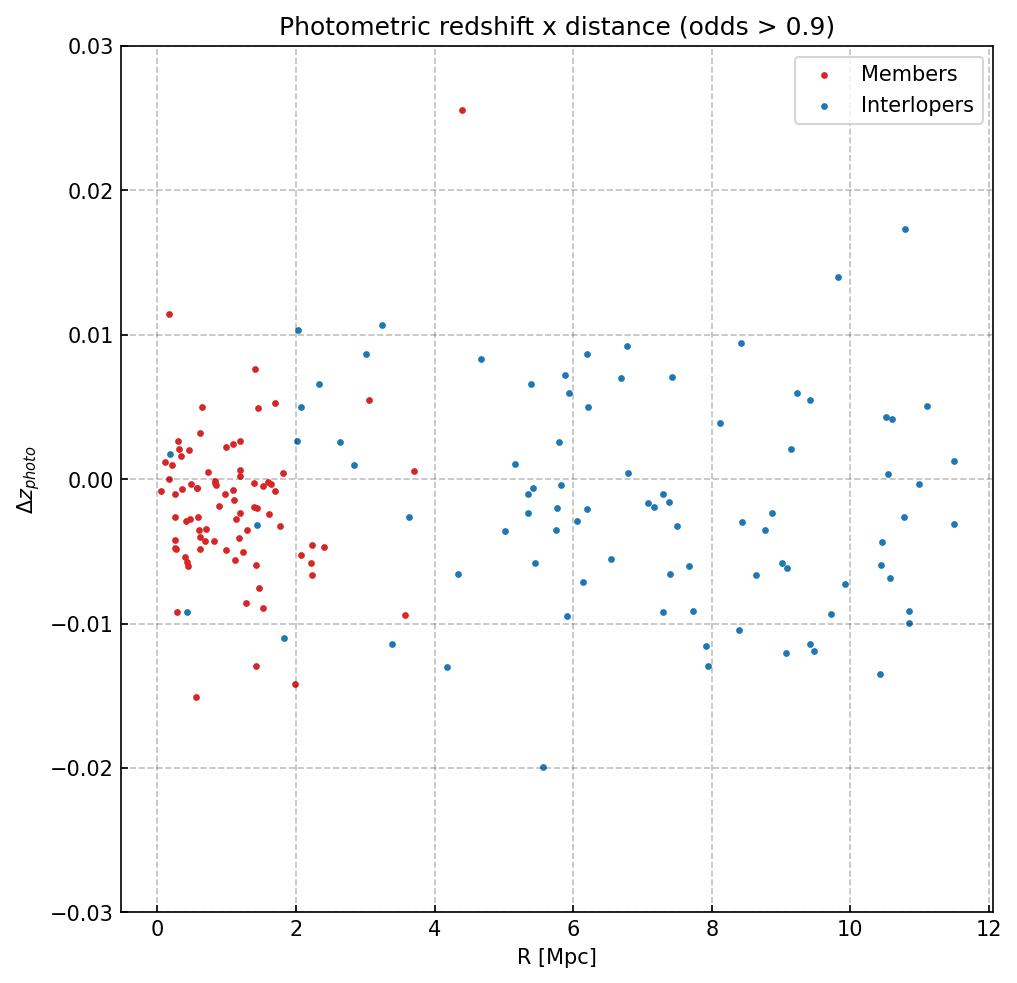 Photometric redshift x distance (odds > 0.9)
Members
Interlopers
0.03
0.02
0.01
0.00
−0.01
−0.02
−0.03
Δz_photo
0 2 4 6 8 10 12
R [Mpc]